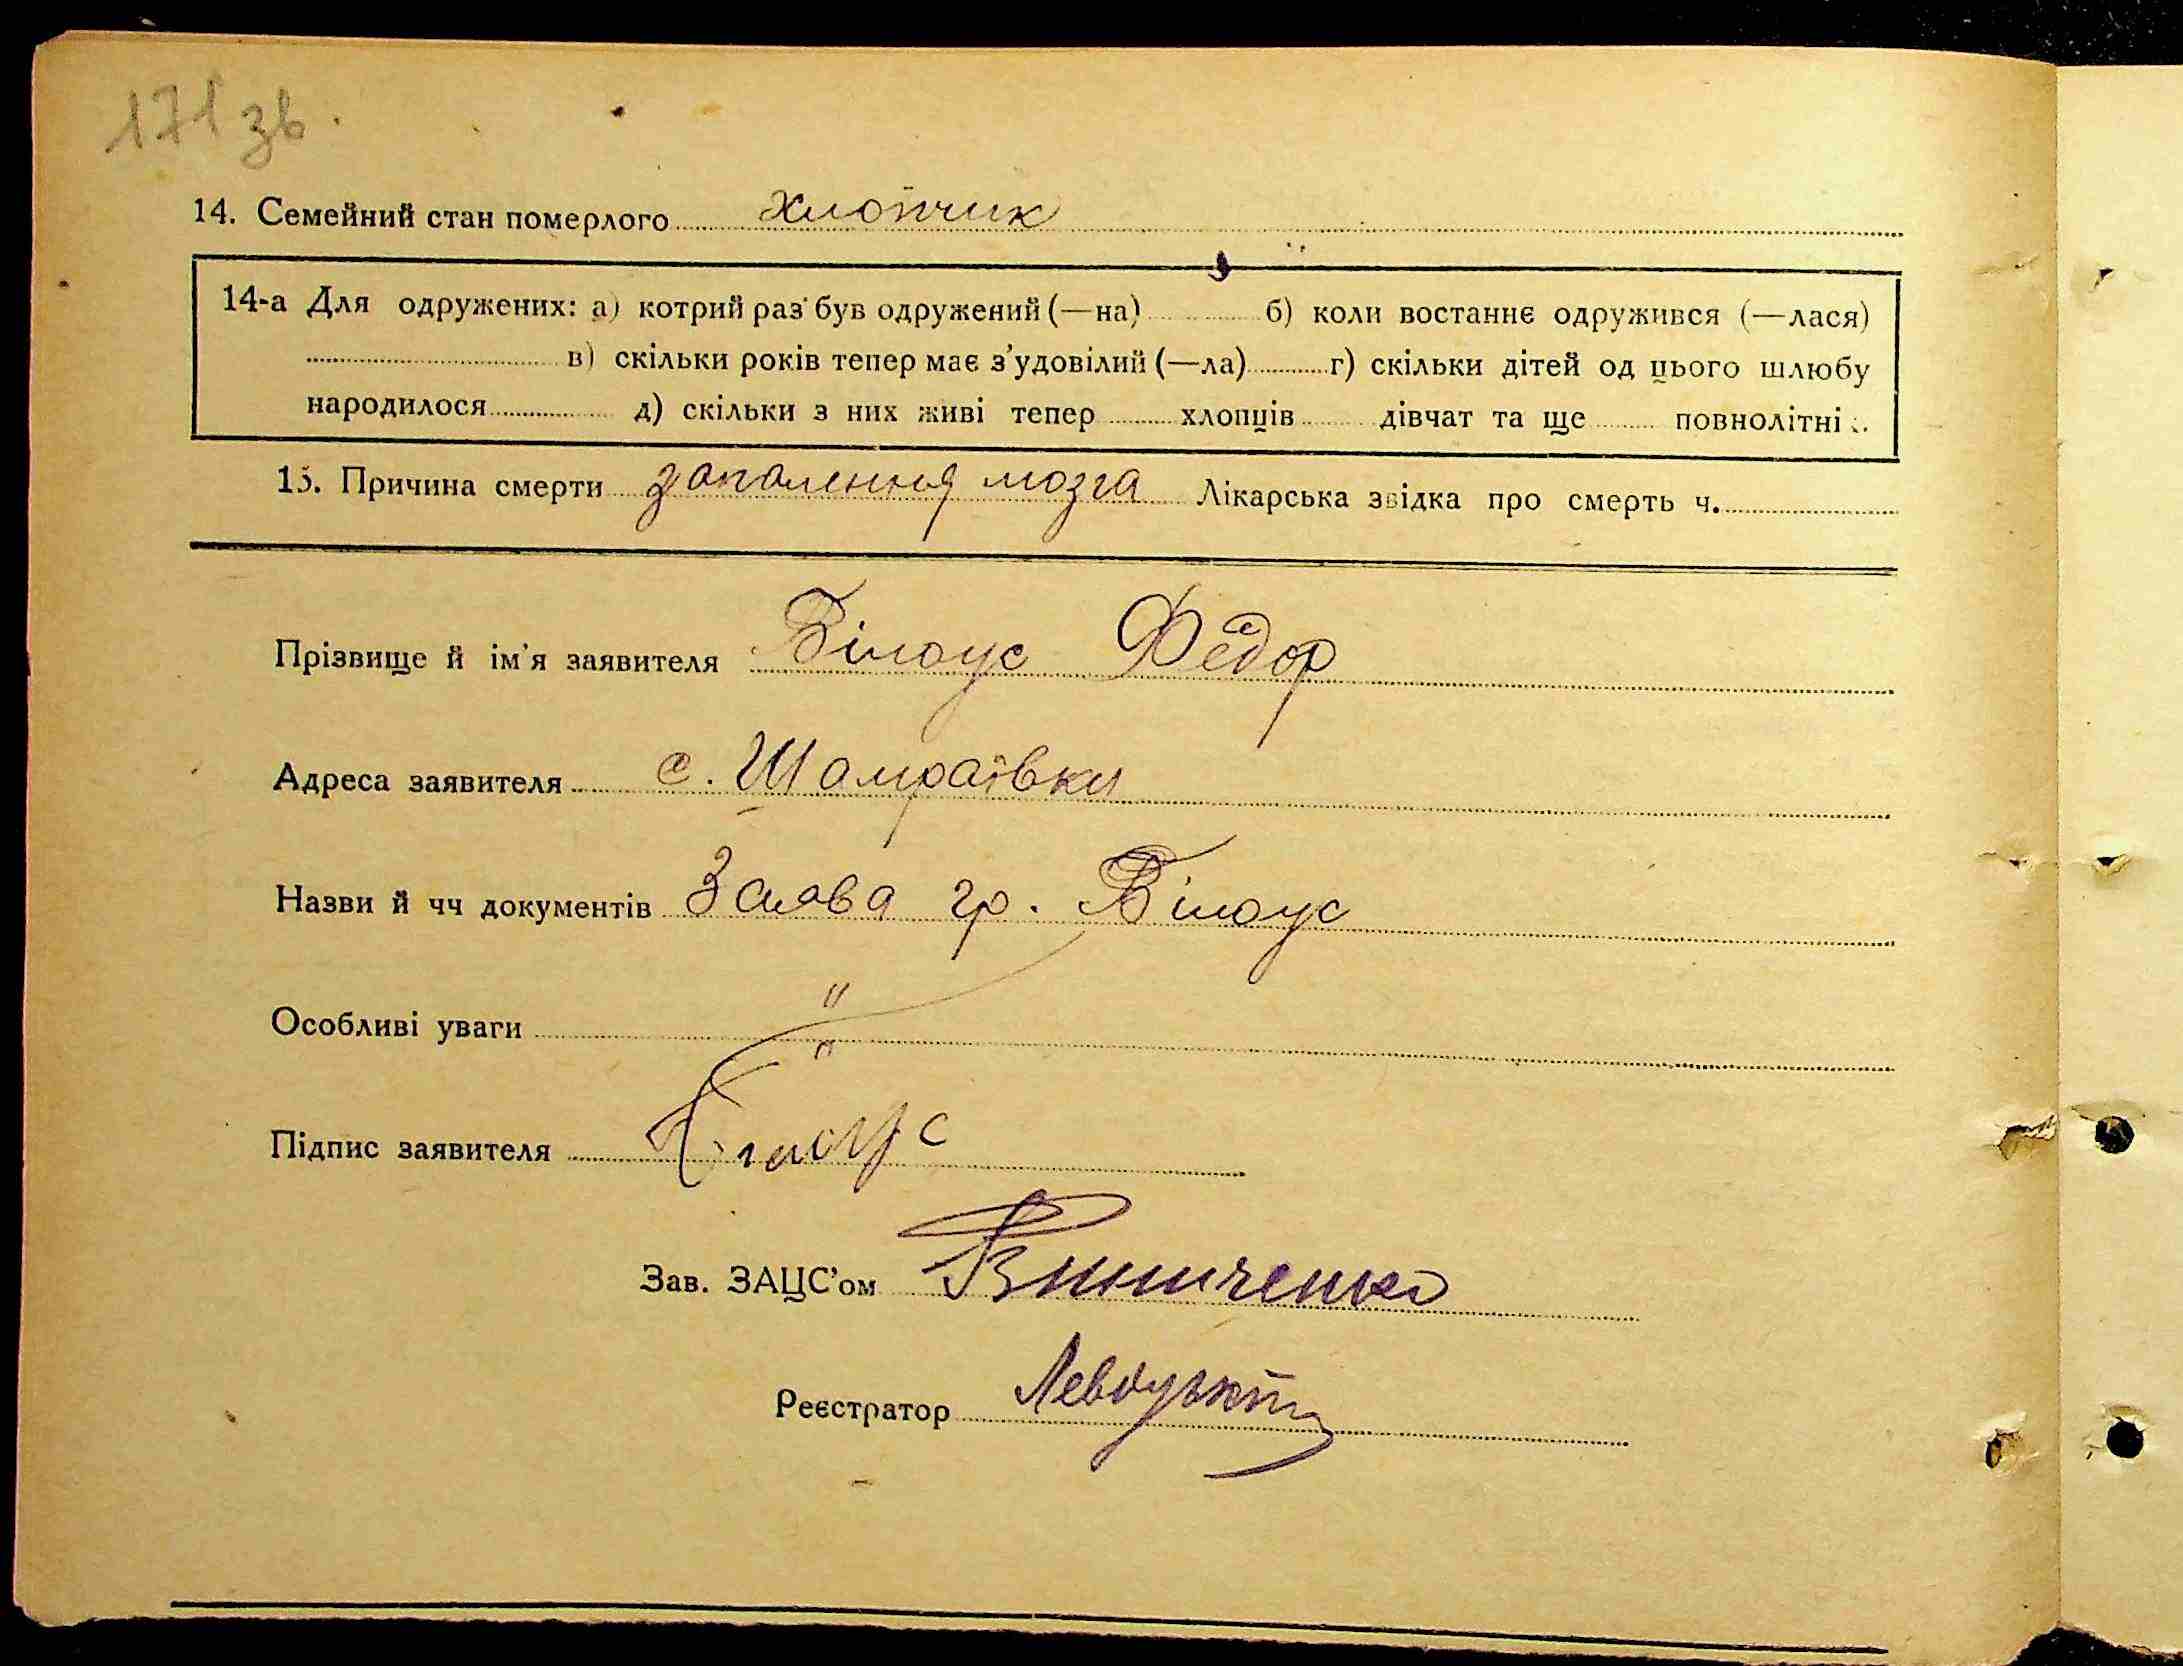 171 зв.
14. Семейний стан померлого хлопчик
14-а Для одружених: а) котрий раз був одружений (—на) б) коли востаннє одружився (—лася)
в) скільки років тепер має з'удовілий (—ла) г) скільки дітей од цього шлюбу
народилося д) скільки з них живі тепер хлопців дівчат та ще повнолітні
15. Причина смерти запалення мозга Лікарська звідка про смерть ч.
Прізвище й ім'я заявителя Білоус Федор
Адреса заявителя с. Шамраївки
Назви й чч документів Заява гр. Білоус
Особливі уваги " "
Підпис заявителя Білоус
Зав. ЗАЦС'ом Винниченко
Реєстратор